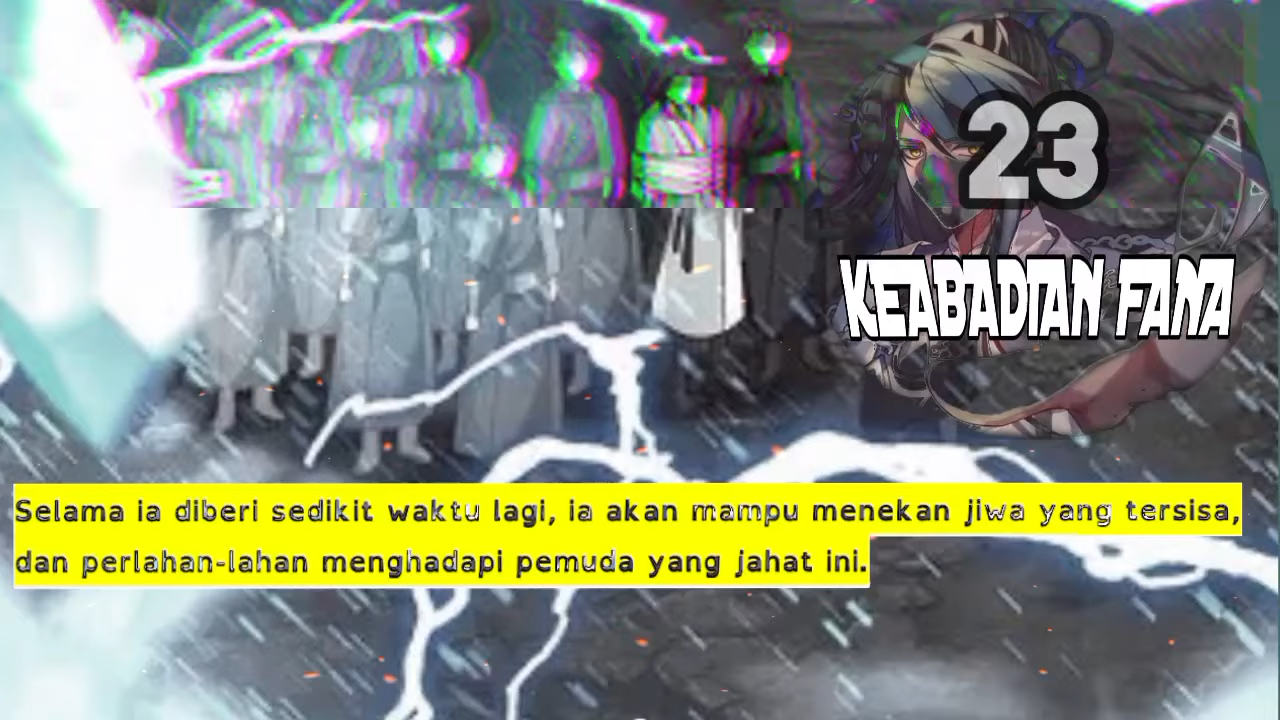 23
KEABADIAN FANA
Selama ia diberi sedikit waktu lagi, ia akan mampu menekan jiwa yang tersisa,
dan perlahan-lahan menghadapi pemuda yang jahat ini.